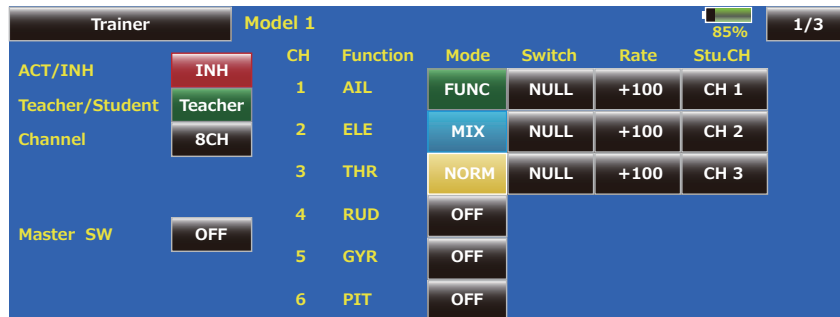 Trainer Model 1 85% 1/3
CH Function Mode Switch Rate Stu.CH
ACT/INH INH
1 AIL FUNC NULL +100 CH 1
Teacher/Student Teacher
2 ELE MIX NULL +100 CH 2
Channel 8CH
3 THR NORM NULL +100 CH 3
4 RUD OFF
Master SW OFF
5 GYR OFF
6 PIT OFF